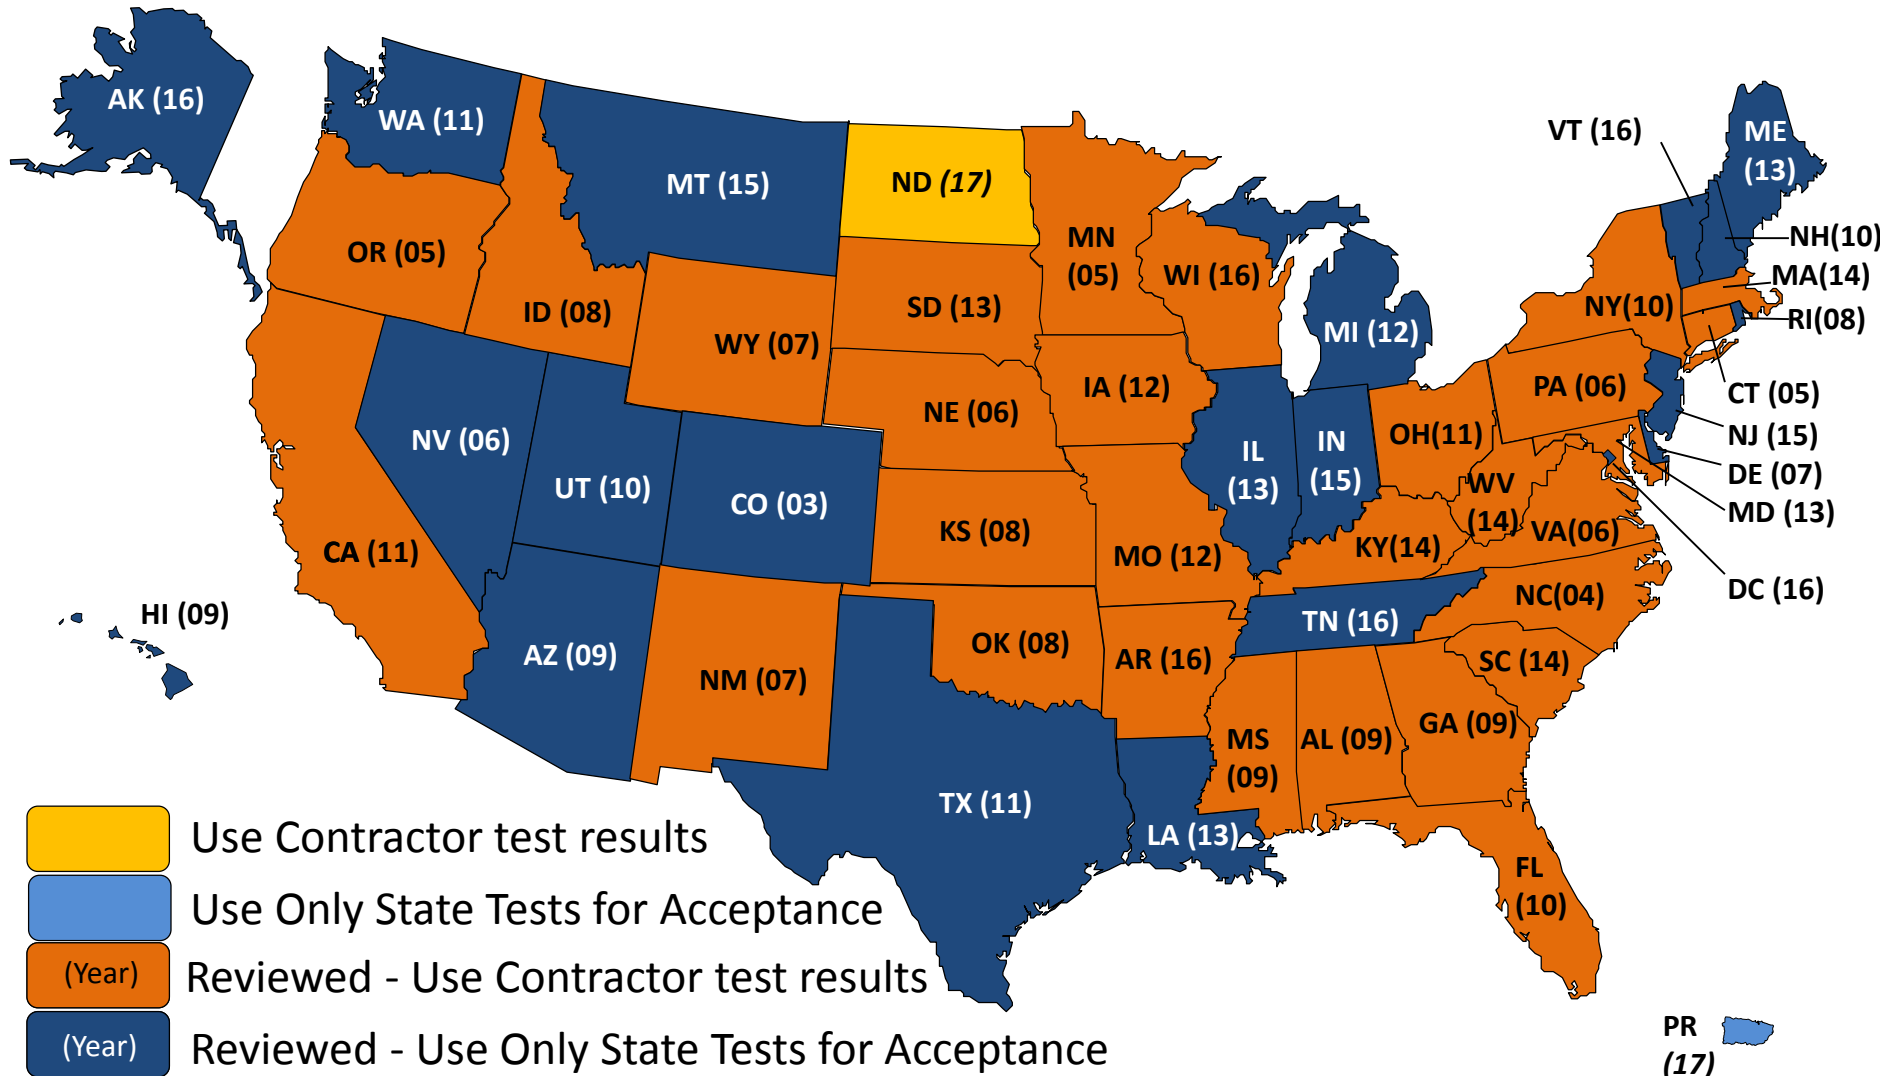 AK (16)
WA (11)
VT (16)
ME
(13)
MT (15)
ND (17)
MN
(05)
NH(10)
OR (05)
WI (16)
MA(14)
ID (08)
SD (13)
NY(10)
RI(08)
WY (07)
MI (12)
IA (12)
PA (06)
CT (05)
NE (06)
NV (06)
OH(11)
NJ (15)
IL
(13)
IN
(15)
DE (07)
UT (10)
CO (03)
WV
(14)
MD (13)
KS (08)
VA(06)
CA (11)
MO (12)
KY(14)
DC (16)
HI (09)
NC(04)
TN (16)
AZ (09)
OK (08)
AR (16)
SC (14)
NM (07)
GA (09)
MS
(09)
AL (09)
TX (11)
LA (13)
FL
(10)
Use Contractor test results
Use Only State Tests for Acceptance
(Year) Reviewed - Use Contractor test results
(Year) Reviewed - Use Only State Tests for Acceptance
PR
(17)